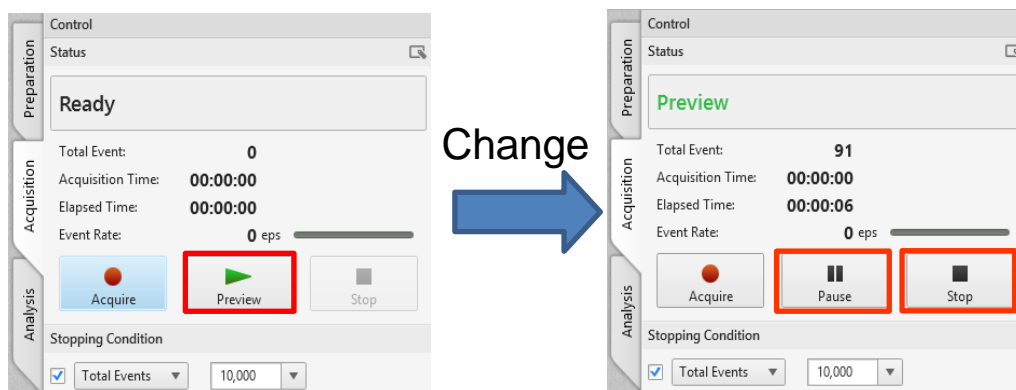 Control
Status
Ready
Total Event: 0
Acquisition Time: 00:00:00
Elapsed Time: 00:00:00
Event Rate: 0 eps
Acquire Preview Stop
Stopping Condition
Total Events 10,000
Preparation
Acquisition
Analysis
Change
Control
Status
Preview
Total Event: 91
Acquisition Time: 00:00:00
Elapsed Time: 00:00:06
Event Rate: 0 eps
Acquire Pause Stop
Stopping Condition
Total Events 10,000
Preparation
Acquisition
Analysis